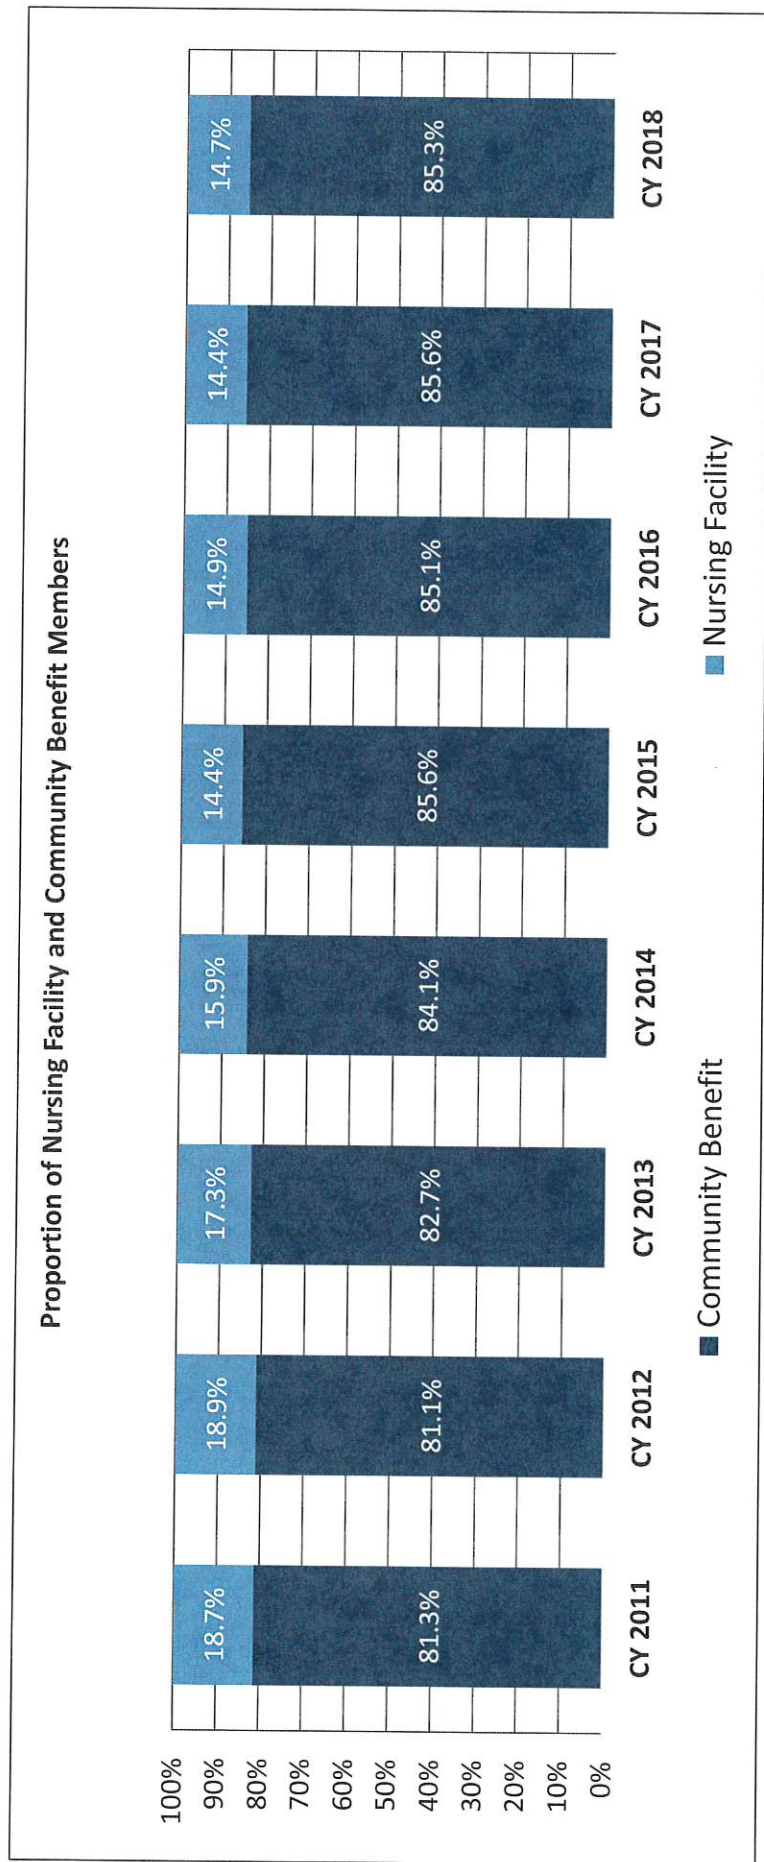 Proportion of Nursing Facility and Community Benefit Members
100%
90%
80%
70%
60%
50%
40%
30%
20%
10%
0%
18.7% 18.9% 17.3% 15.9% 14.4% 14.9% 14.4% 14.7%
81.3% 81.1% 82.7% 84.1% 85.6% 85.1% 85.6% 85.3%
CY 2011 CY 2012 CY 2013 CY 2014 CY 2015 CY 2016 CY 2017 CY 2018
Community Benefit Nursing Facility